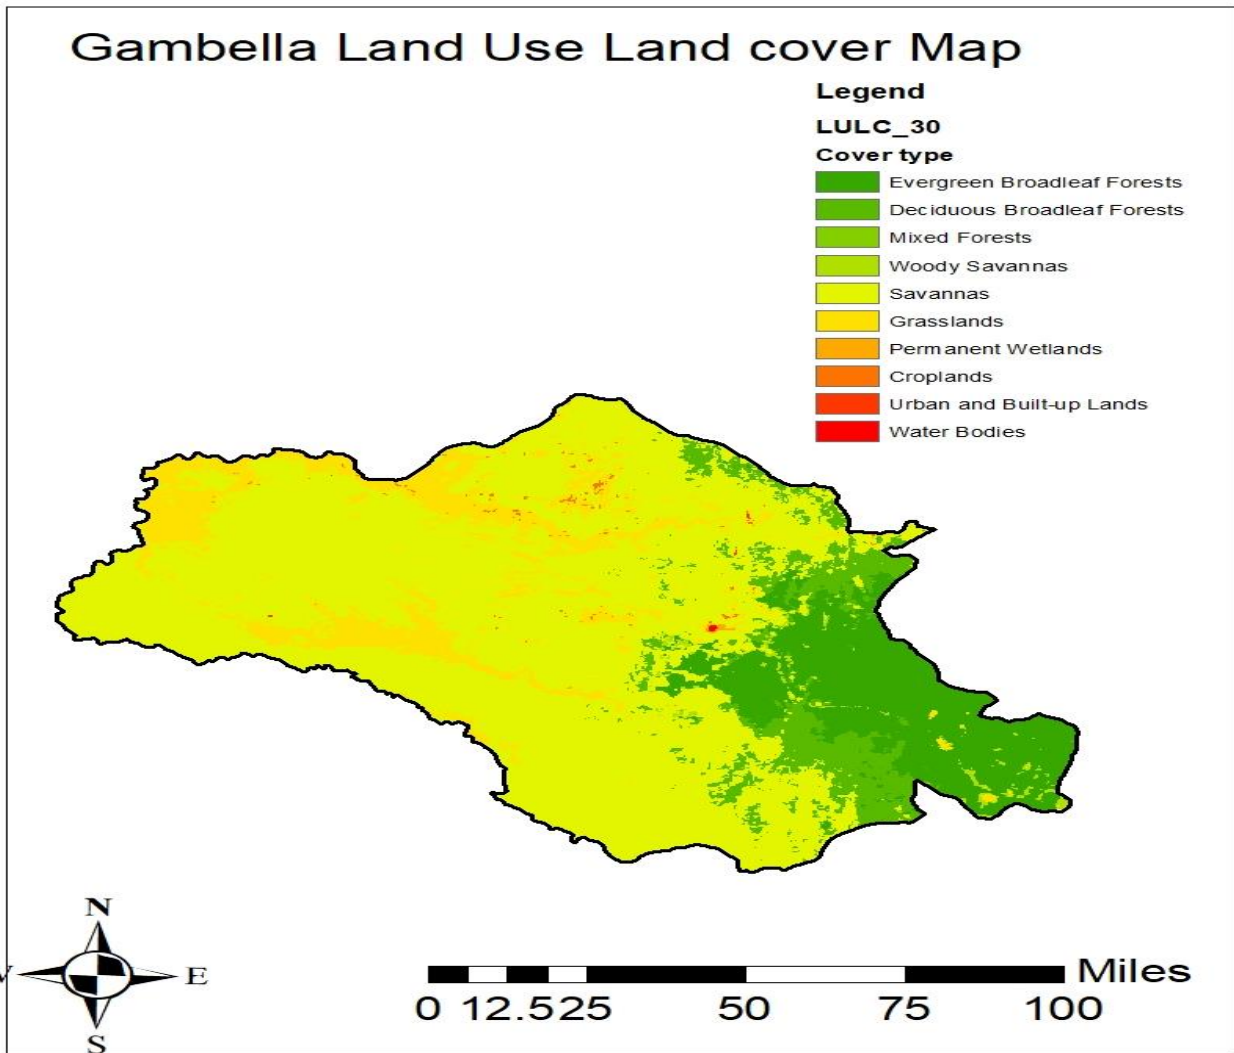 Gambella Land Use Land cover Map
Legend
LULC_30
Cover type
Evergreen Broadleaf Forests
Deciduous Broadleaf Forests
Mixed Forests
Woody Savannas
Savannas
Grasslands
Permanent Wetlands
Croplands
Urban and Built-up Lands
Water Bodies
N
E
S
Miles
0 12.5 25 50 75 100